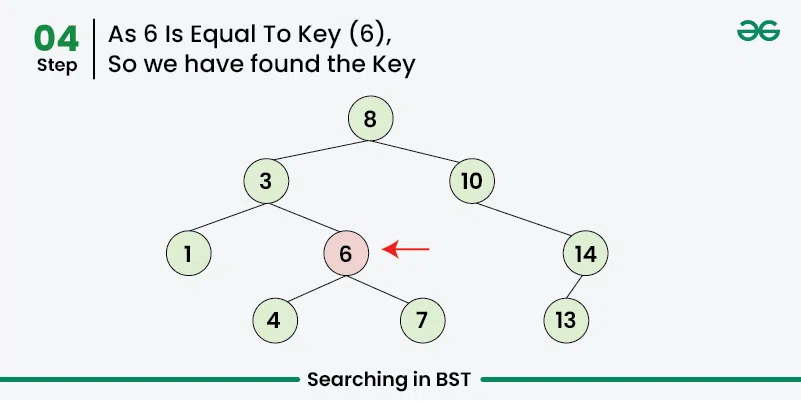 04
Step
As 6 Is Equal To Key (6),
So we have found the Key
8
3
10
1
6
14
4
7
13
Searching in BST